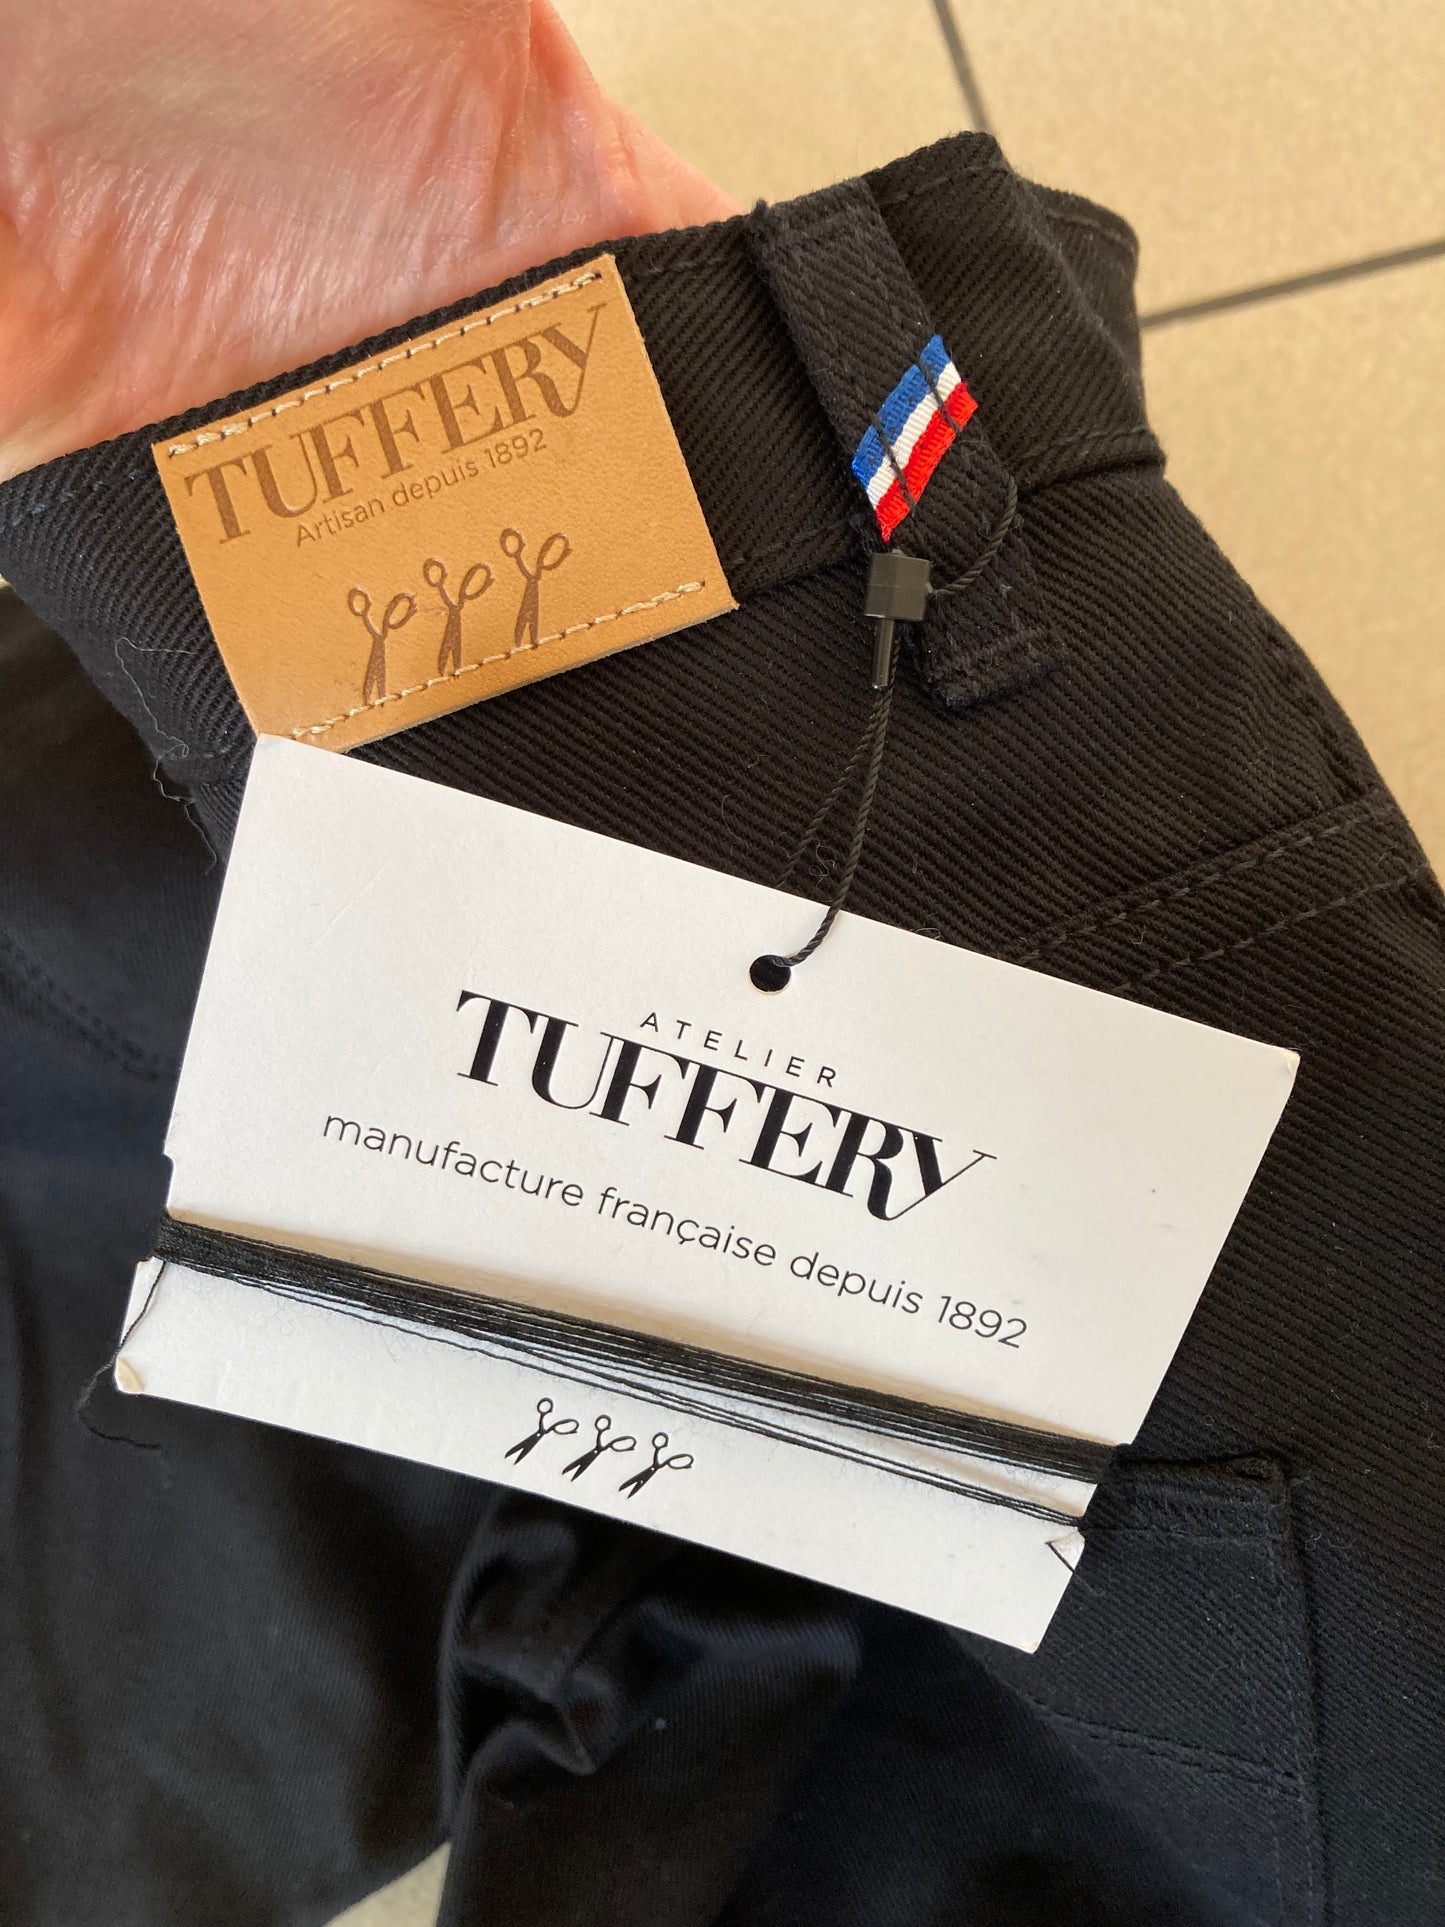 TUFFERY
Artisan depuis 1892
ATELIER
TUFFERY
manufacture française depuis 1892